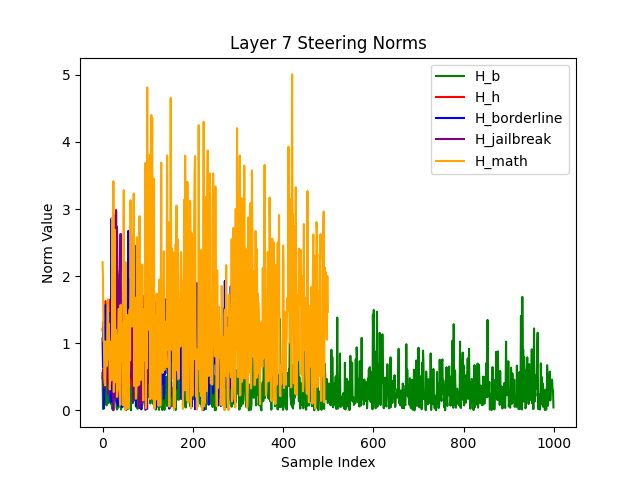 Layer 7 Steering Norms
Norm Value
5
4
3
2
1
0
H_b
H_h
H_borderline
H_jailbreak
H_math
0
200
400
600
800
1000
Sample Index